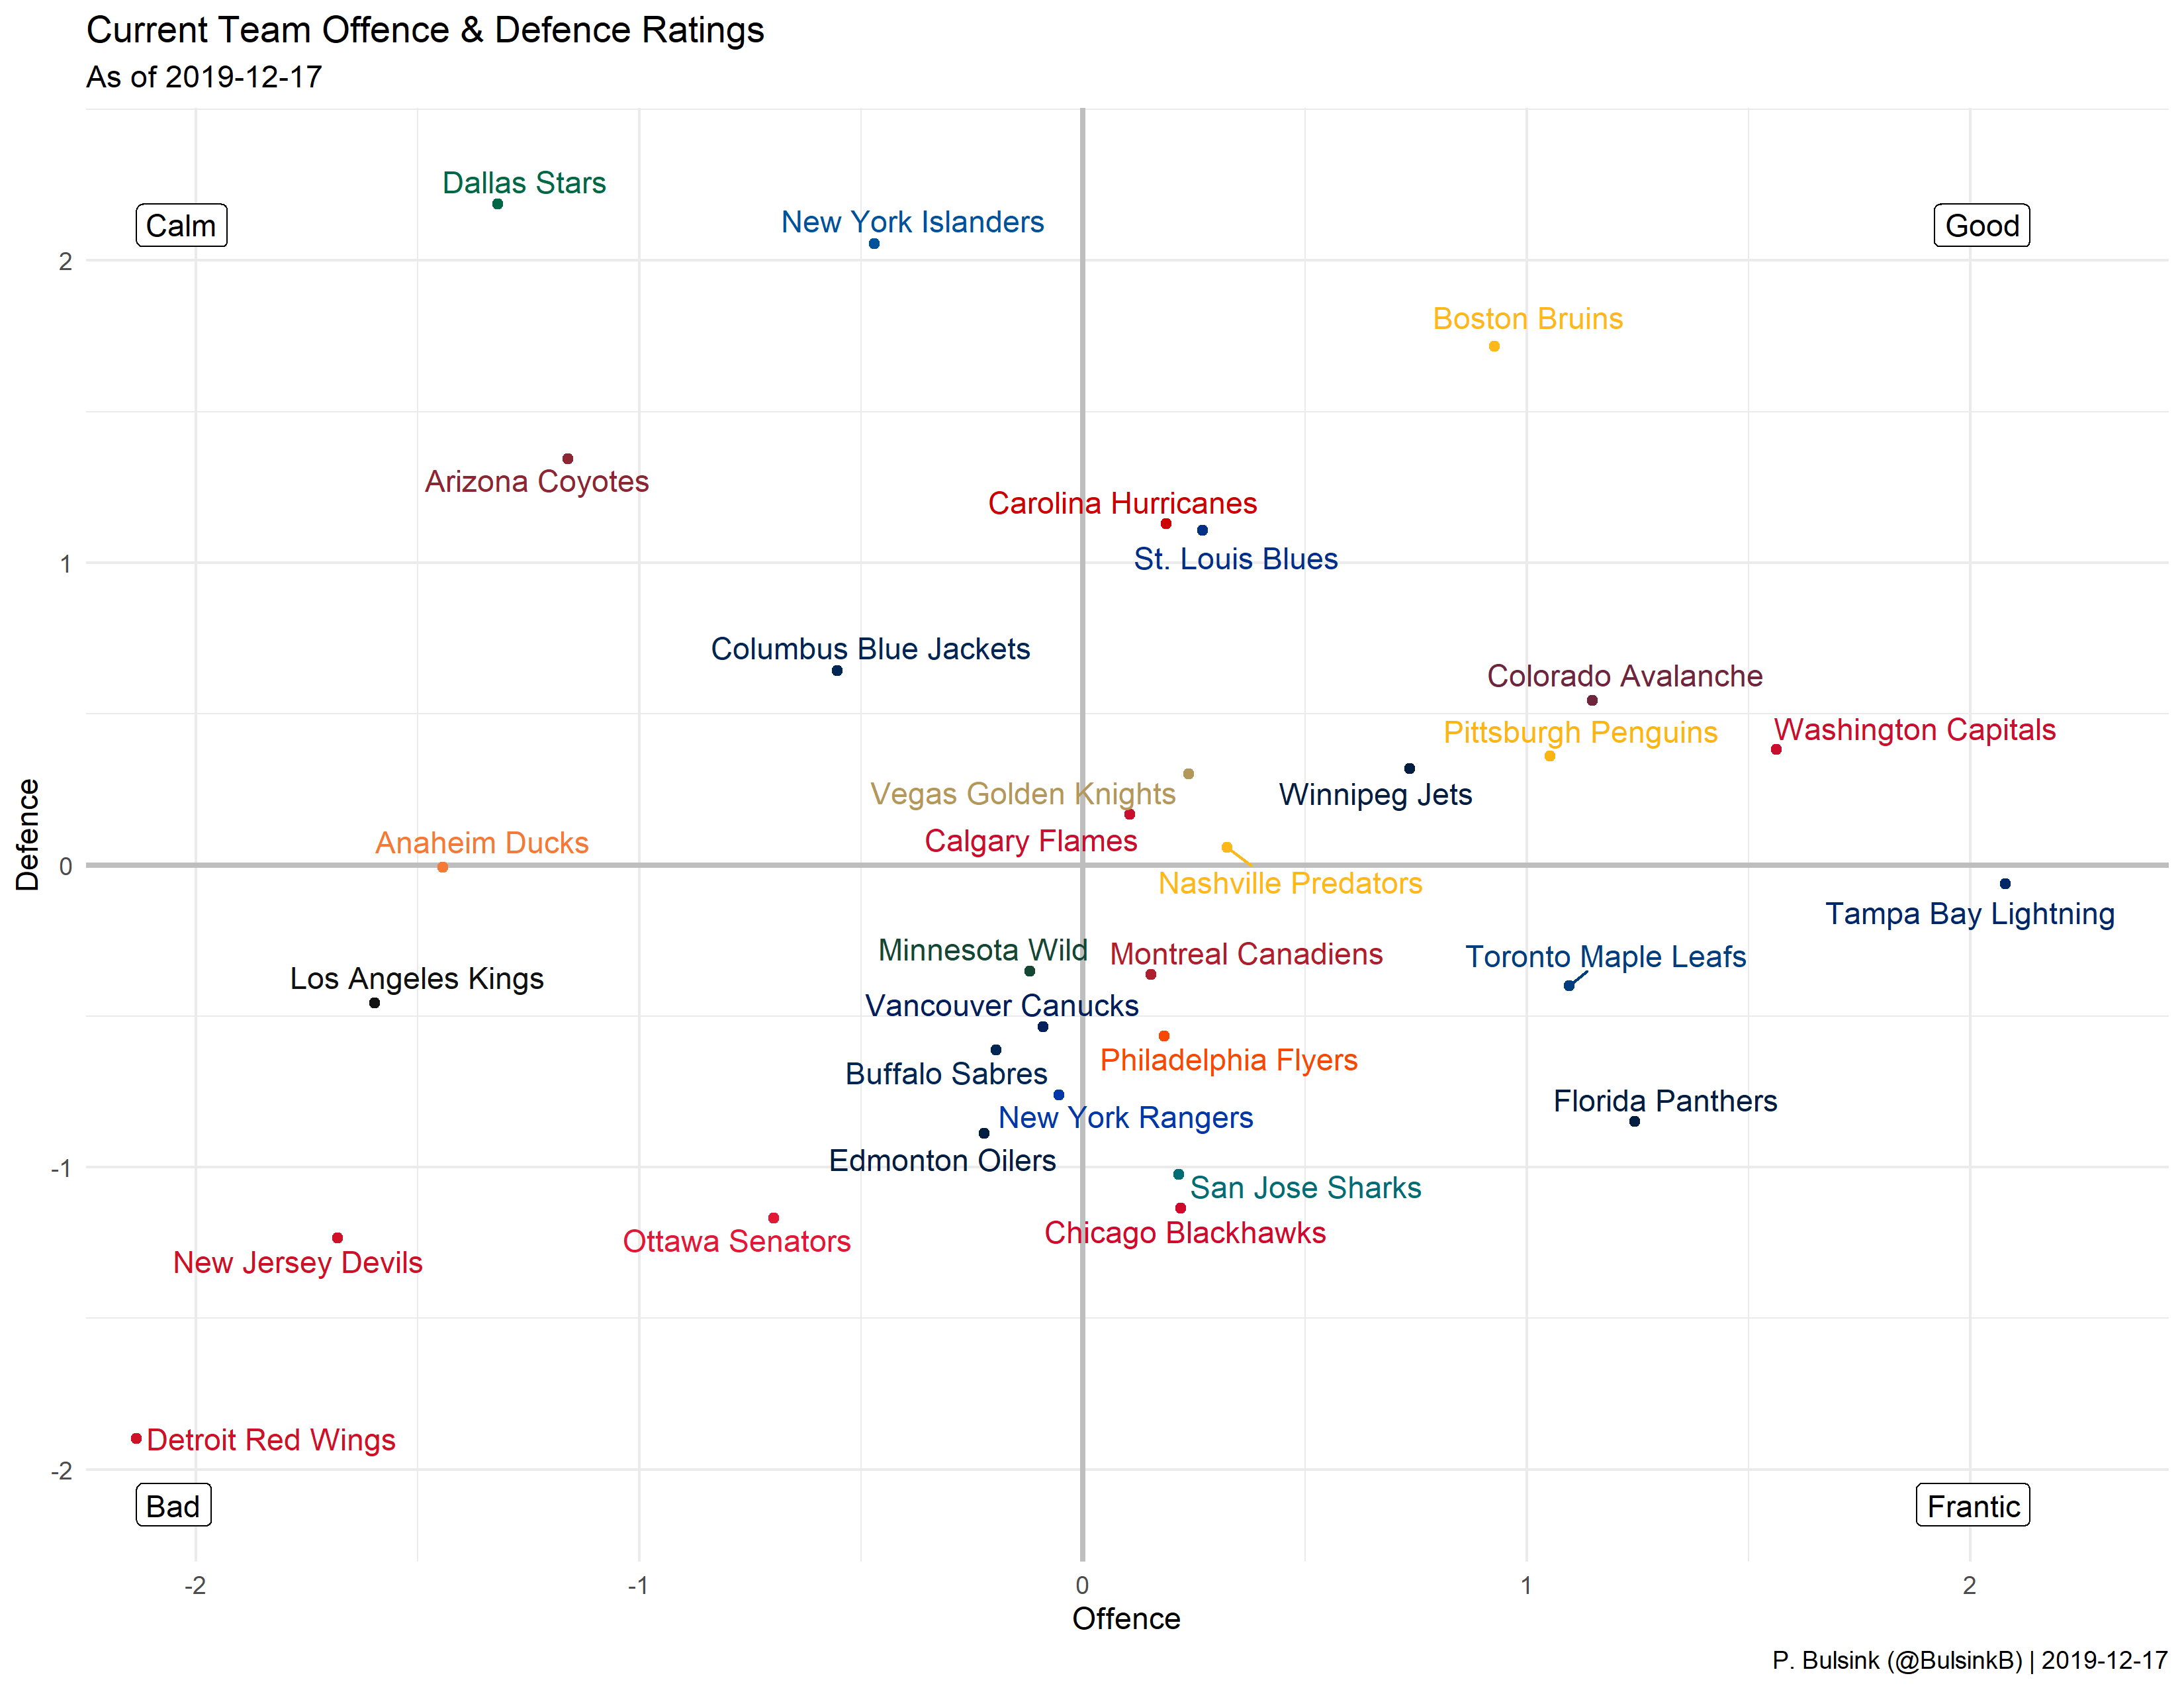 Current Team Offence & Defence Ratings
As of 2019-12-17
Dallas Stars
Calm
New York Islanders
Good
2
Boston Bruins
Arizona Coyotes
Carolina Hurricanes
St. Louis Blues
1
Columbus Blue Jackets
Colorado Avalanche
Pittsburgh Penguins
Washington Capitals
Vegas Golden Knights
Winnipeg Jets
Defence
Anaheim Ducks
Calgary Flames
0
Nashville Predators
Tampa Bay Lightning
Minnesota Wild
Montreal Canadiens
Toronto Maple Leafs
Los Angeles Kings
Vancouver Canucks
Philadelphia Flyers
Buffalo Sabres
Florida Panthers
New York Rangers
Edmonton Oilers
-1
San Jose Sharks
Chicago Blackhawks
Ottawa Senators
New Jersey Devils
Detroit Red Wings
-2
Bad
Frantic
-2
-1
0
1
2
Offence
P. Bulsink (@BulsinkB) | 2019-12-17